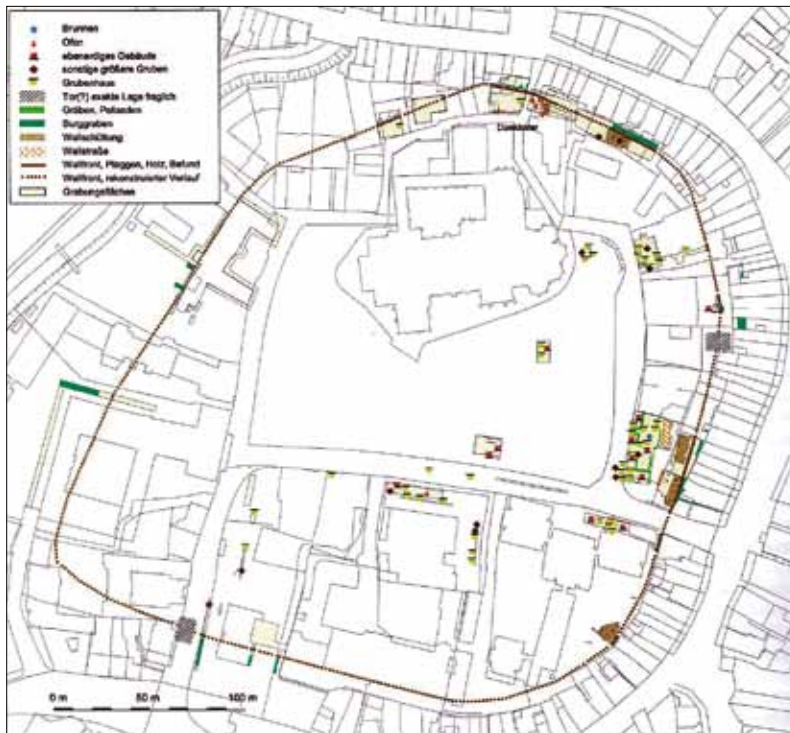 Brunnen
Ofen
ebenerdiges Gebäude
sonstige größere Gruben
Grubenhaus
Tor(?) exakte Lage fraglich
Gräben, Palisaden
Burggraben
Wallschüttung
Wallstraße
Wallfront, Plaggen, Holz, Befund
Wallfront, rekonstruierter Verlauf
Grabungsflächen
0 m 50 m 100 m